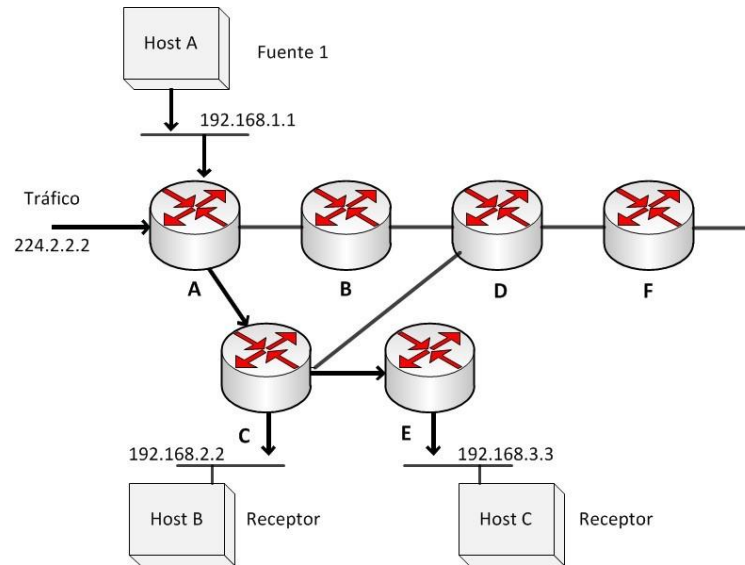 Host A
Fuente 1
192.168.1.1
Tráfico
224.2.2.2
A
B
D
F
C
E
192.168.2.2
192.168.3.3
Host B
Receptor
Host C
Receptor